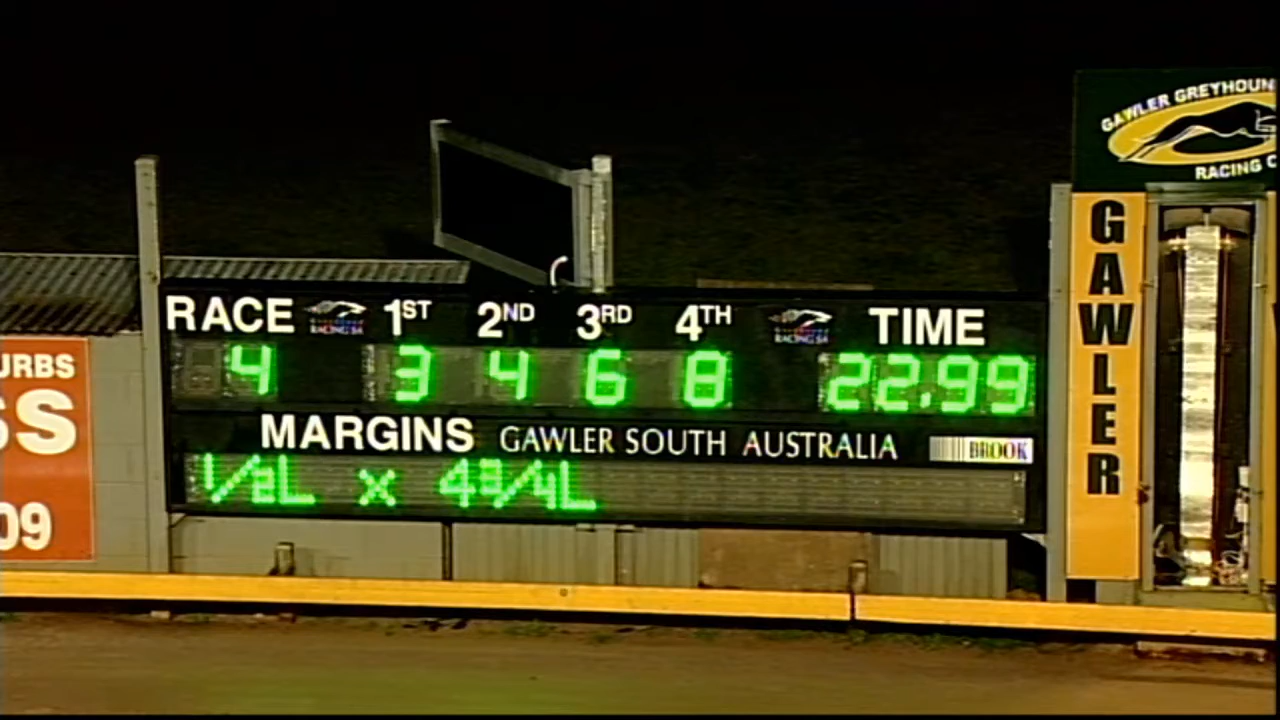 GAWLER GREYHOUN
RACING C
GAWLER
RACE 1ST 2ND 3RD 4TH TIME
4 3 4 6 8 22.99
MARGINS GAWLER SOUTH AUSTRALIA BROOK
1/2L x 4 3/4L
URBS
SS
09